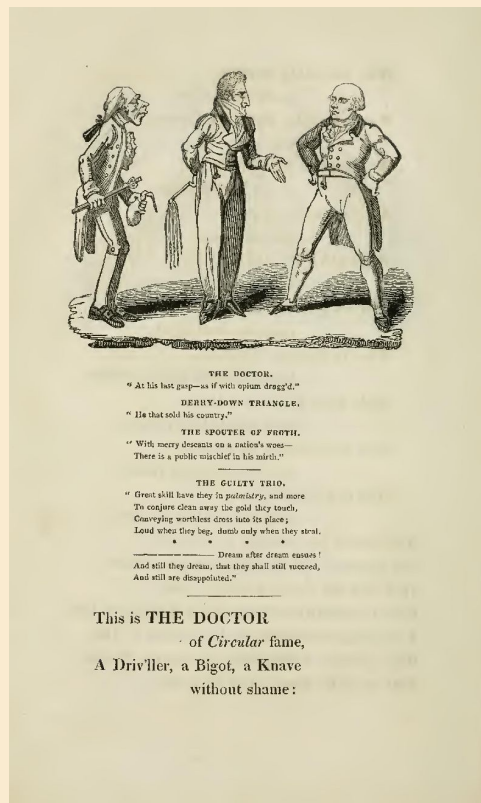 THE DOCTOR.
" At his last gasp—as if with opium drugg'd."
DERRY-DOWN TRIANGLE.
" He that sold his country."
THE SPOUTER OF FROTH.
" With merry descants on a nation's woes—
There is a public mischief in his mirth."
THE GUILTY TRIO.
" Great skill have they in palmistry, and more
To conjure clean away the gold they touch,
Conveying worthless dross into its place;
Loud when they beg, dumb only when they steal.
* * * *
——————— Dream after dream ensues!
And still they dream, that they shall still succeed,
And still are disappointed."
This is THE DOCTOR
of Circular fame,
A Driv'ller, a Bigot, a Knave
without shame: